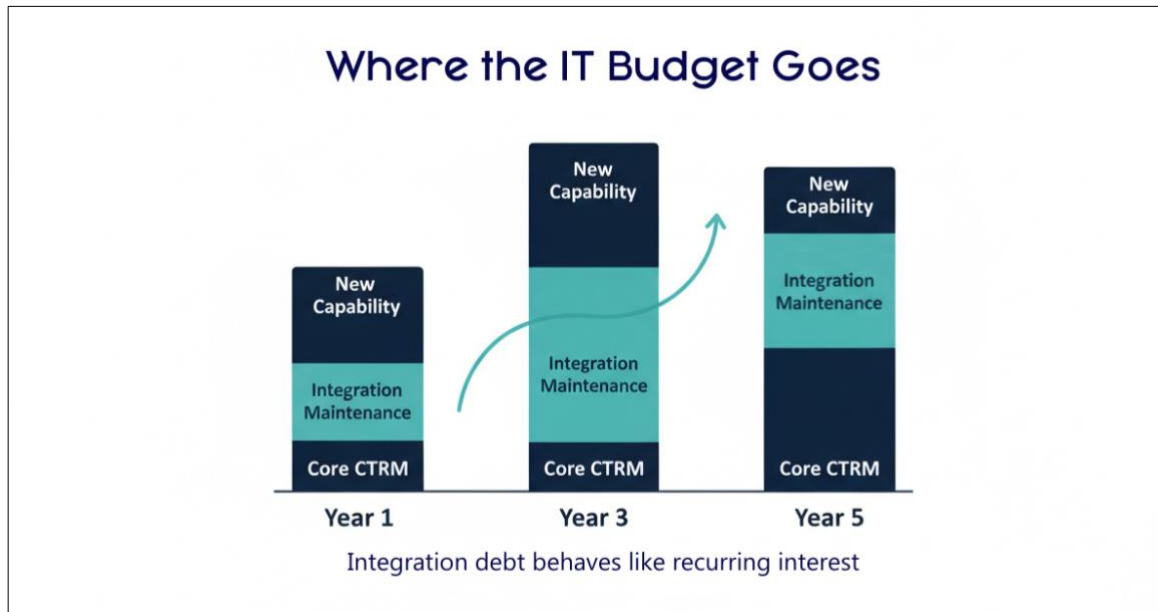 Where the IT Budget Goes
New
Capability
Integration
Maintenance
Core CTRM
Year 1
New
Capability
Integration
Maintenance
Core CTRM
Year 3
New
Capability
Integration
Maintenance
Core CTRM
Year 5
Integration debt behaves like recurring interest